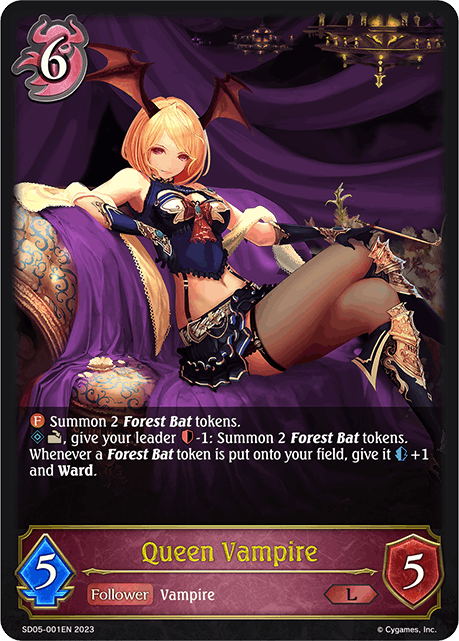 6
F Summon 2 Forest Bat tokens.
, give your leader -1: Summon 2 Forest Bat tokens.
Whenever a Forest Bat token is put onto your field, give it +1
and Ward.
Queen Vampire
5
Follower Vampire
L
5
SD05-001EN 2023
© Cygames, Inc.